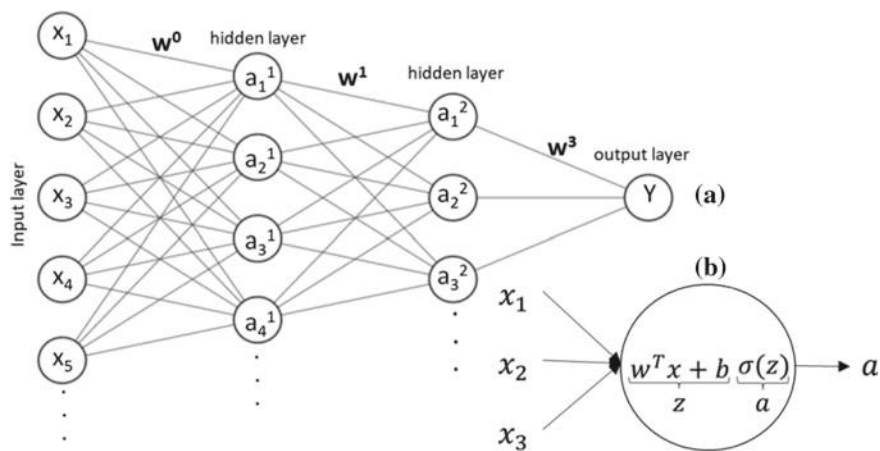 x₁
w⁰
hidden layer
a₁¹
w¹
hidden layer
x₂
a₁²
w³
output layer
a₂¹
Input layer
x₃
a₂²
Y
(a)
a₃¹
x₄
a₃²
(b)
a₄¹
x₅
x₁
x₂
wᵀx + b σ(z)
z a
a
x₃